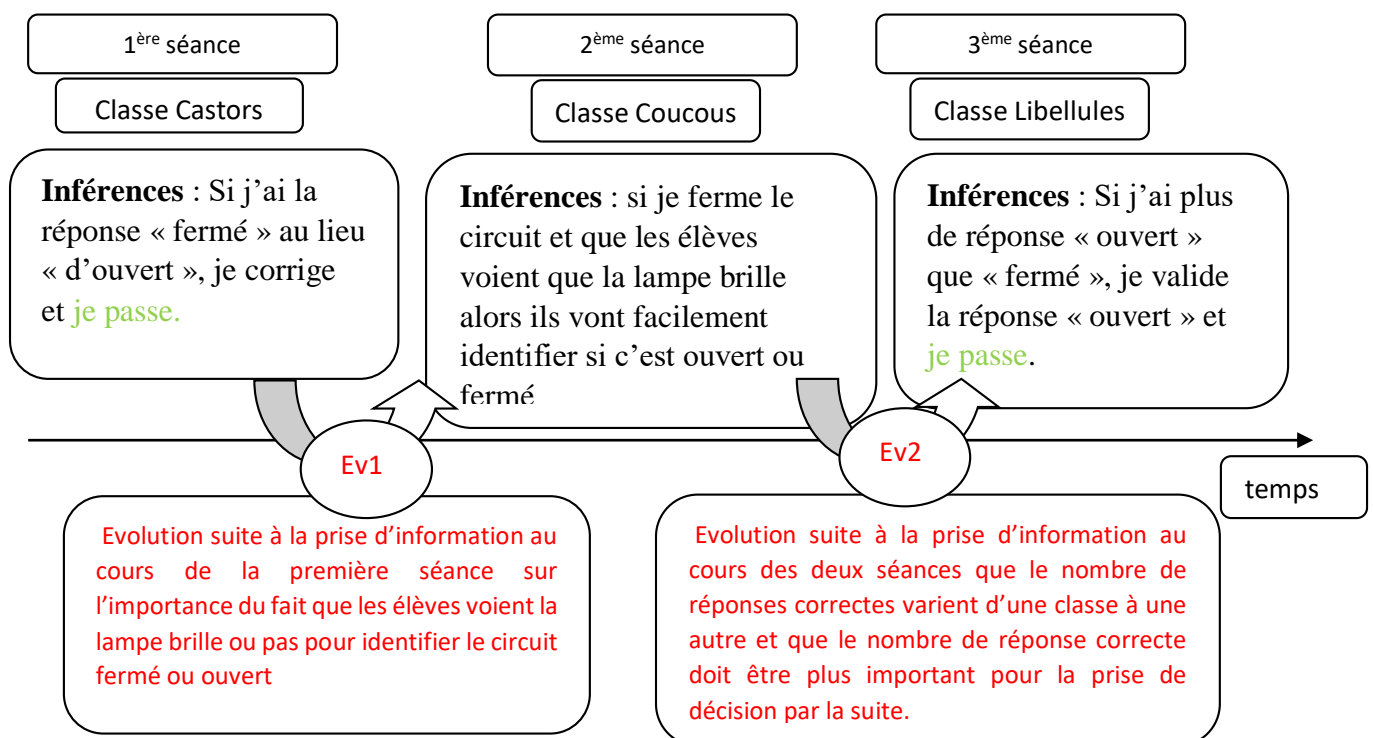 1ère séance
2ème séance
3ème séance
Classe Castors
Classe Coucous
Classe Libellules
Inférences : Si j’ai la
réponse « fermé » au lieu
« d’ouvert », je corrige
et je passe.
Inférences : si je ferme le
circuit et que les élèves
voient que la lampe brille
alors ils vont facilement
identifier si c’est ouvert ou
fermé
Inférences : Si j’ai plus
de réponse « ouvert »
que « fermé », je valide
la réponse « ouvert » et
je passe.
Ev1
Ev2
temps
Evolution suite à la prise d’information au
cours de la première séance sur
l’importance du fait que les élèves voient la
lampe brille ou pas pour identifier le circuit
fermé ou ouvert
Evolution suite à la prise d’information au
cours des deux séances que le nombre de
réponses correctes varient d’une classe à une
autre et que le nombre de réponse correcte
doit être plus important pour la prise de
décision par la suite.